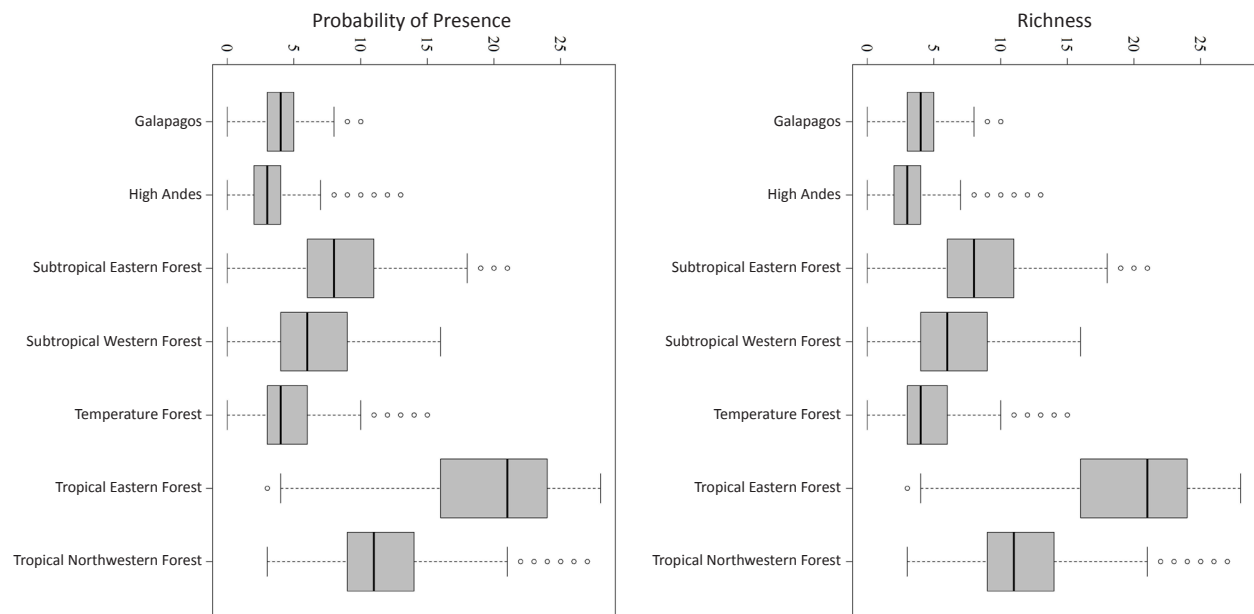 Probability of Presence
0 5 10 15 20 25
Galapagos
High Andes
Subtropical Eastern Forest
Subtropical Western Forest
Temperature Forest
Tropical Eastern Forest
Tropical Northwestern Forest
Richness
0 5 10 15 20 25
Galapagos
High Andes
Subtropical Eastern Forest
Subtropical Western Forest
Temperature Forest
Tropical Eastern Forest
Tropical Northwestern Forest